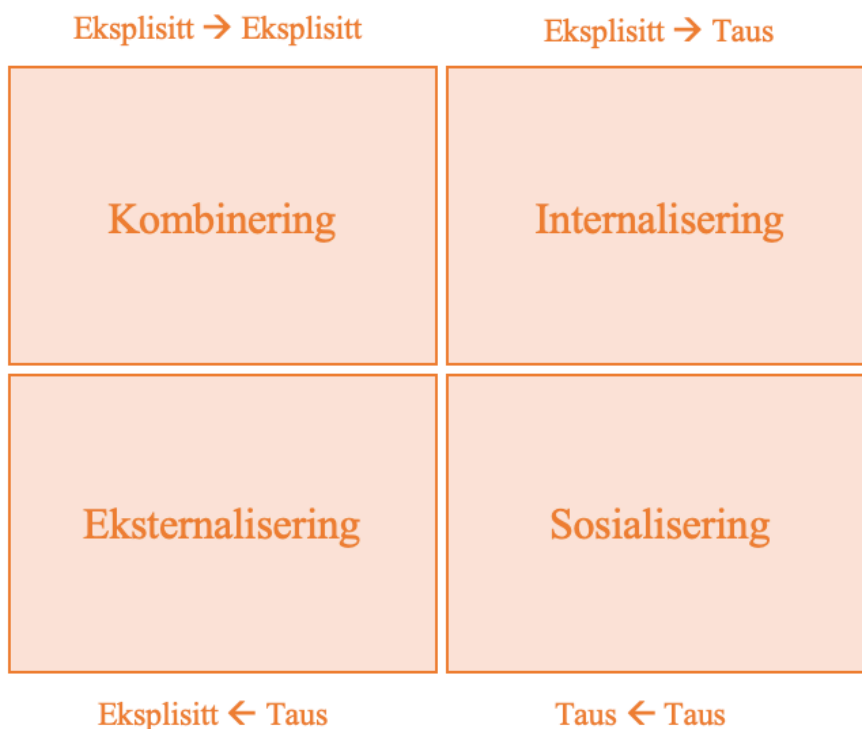 Eksplisitt → Eksplisitt
Eksplisitt → Taus
Kombinering
Internalisering
Eksternalisering
Sosialisering
Eksplisitt ← Taus
Taus ← Taus